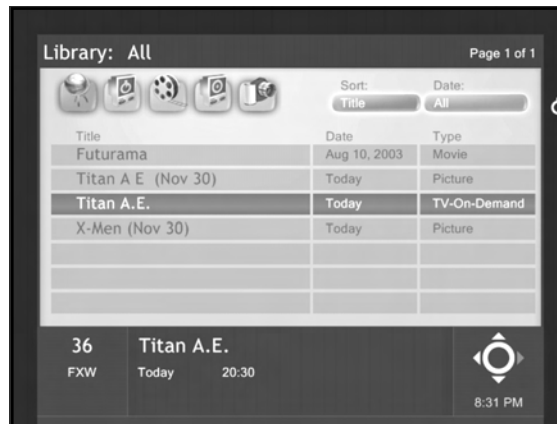 Library: All Page 1 of 1
Sort: Date:
Title All
Title Date Type
Futurama Aug 10, 2003 Movie
Titan A E (Nov 30) Today Picture
Titan A.E. Today TV-On-Demand
X-Men (Nov 30) Today Picture
36 Titan A.E.
FXW Today 20:30
8:31 PM